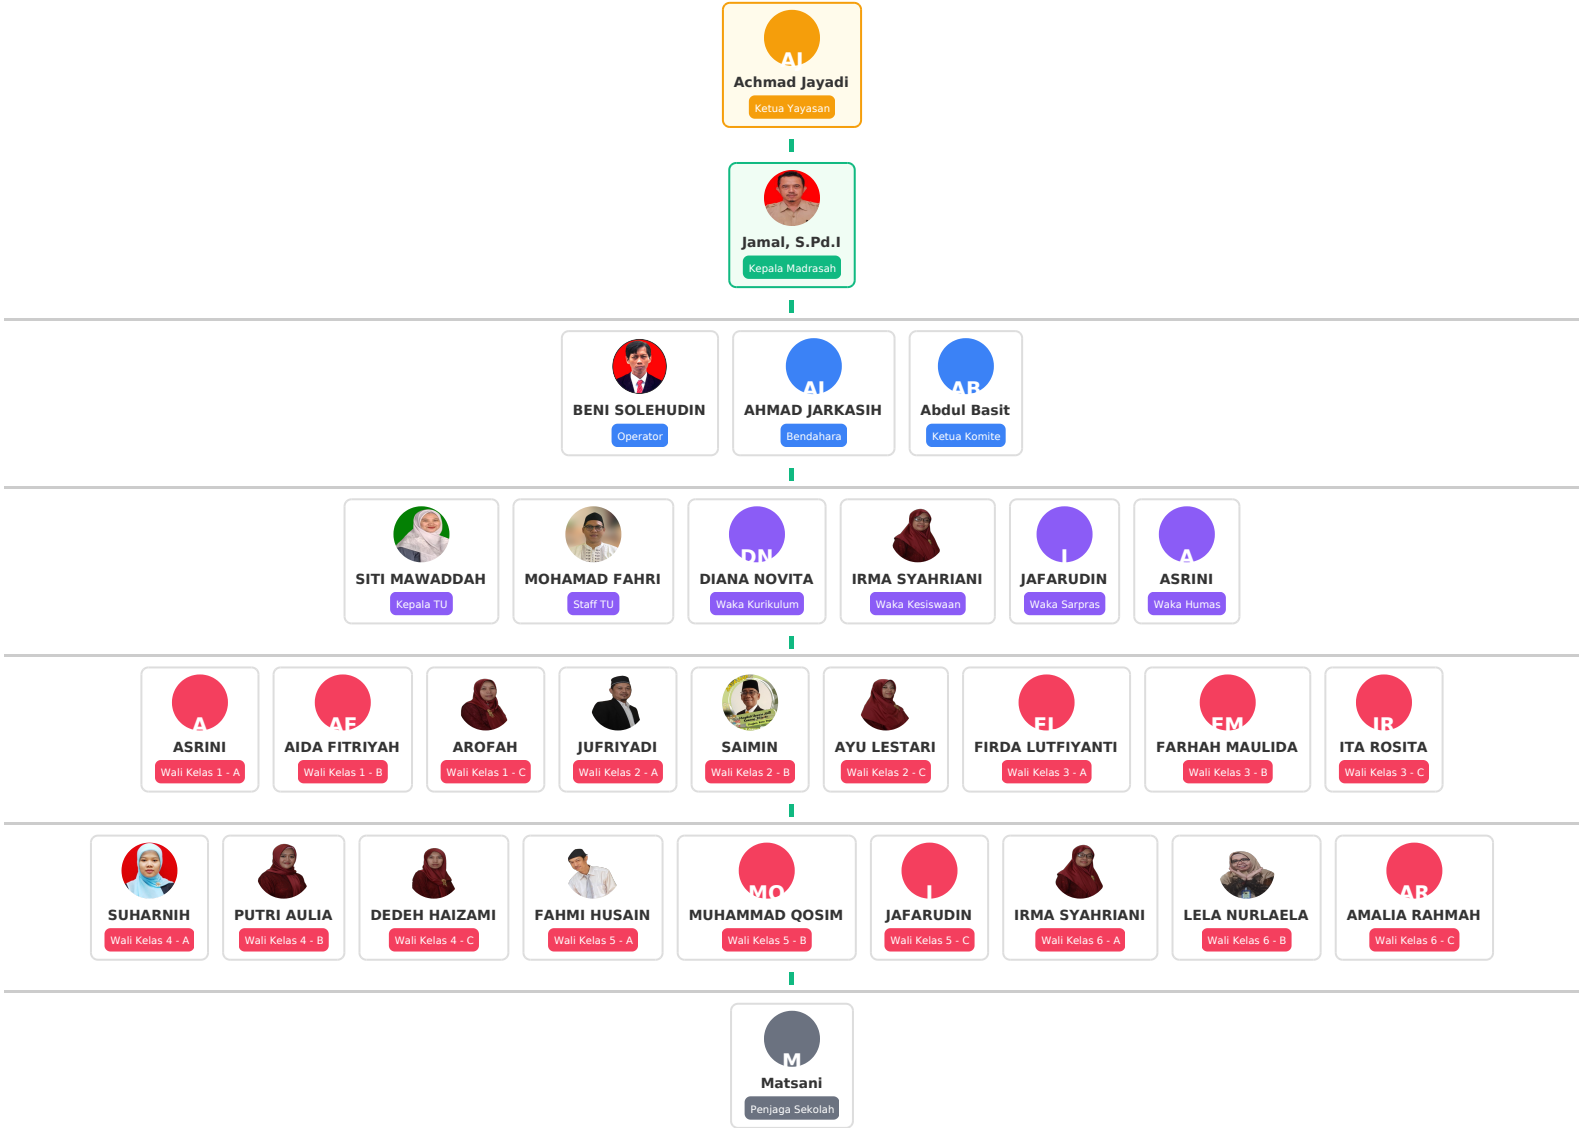 AJ
Achmad Jayadi
Ketua Yayasan
Jamal, S.Pd.I
Kepala Madrasah
AJ AB
BENI SOLEHUDIN AHMAD JARKASIH Abdul Basit
Operator Bendahara Ketua Komite
DN J A
SITI MAWADDAH MOHAMAD FAHRI DIANA NOVITA IRMA SYAHRIANI JAFARUDIN ASRINI
Kepala TU Staff TU Waka Kurikulum Waka Kesiswaan Waka Sarpras Waka Humas
A AF FL FM IR
ASRINI AIDA FITRIYAH AROFAH JUFRIYADI SAIMIN AYU LESTARI FIRDA LUTFIYANTI FARHAH MAULIDA ITA ROSITA
Wali Kelas 1 - A Wali Kelas 1 - B Wali Kelas 1 - C Wali Kelas 2 - A Wali Kelas 2 - B Wali Kelas 2 - C Wali Kelas 3 - A Wali Kelas 3 - B Wali Kelas 3 - C
MQ J AR
SUHARNIH PUTRI AULIA DEDEH HAIZAMI FAHMI HUSAIN MUHAMMAD QOSIM JAFARUDIN IRMA SYAHRIANI LELA NURLAELA AMALIA RAHMAH
Wali Kelas 4 - A Wali Kelas 4 - B Wali Kelas 4 - C Wali Kelas 5 - A Wali Kelas 5 - B Wali Kelas 5 - C Wali Kelas 6 - A Wali Kelas 6 - B Wali Kelas 6 - C
M
Matsani
Penjaga Sekolah